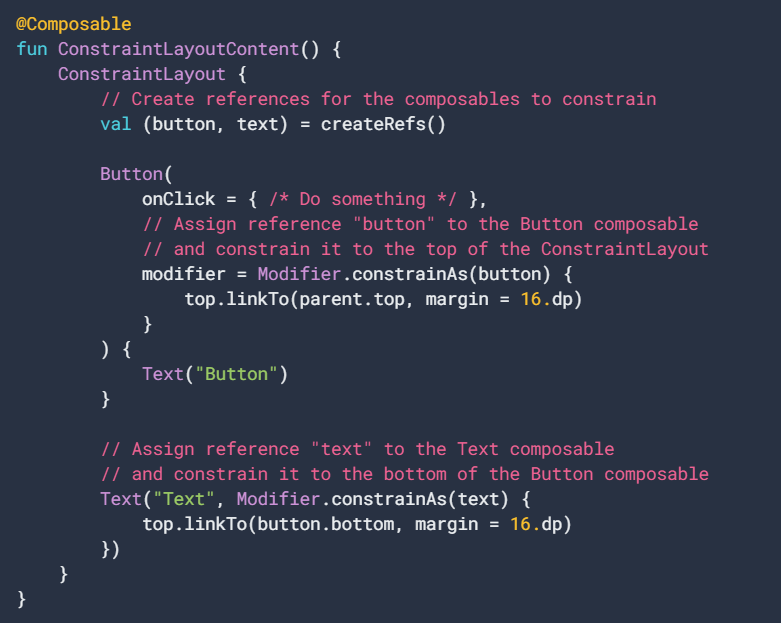 @Composable
fun ConstraintLayoutContent() {
    ConstraintLayout {
        // Create references for the composables to constrain
        val (button, text) = createRefs()

        Button(
            onClick = { /* Do something */ },
            // Assign reference "button" to the Button composable
            // and constrain it to the top of the ConstraintLayout
            modifier = Modifier.constrainAs(button) {
                top.linkTo(parent.top, margin = 16.dp)
            }
        ) {
            Text("Button")
        }

        // Assign reference "text" to the Text composable
        // and constrain it to the bottom of the Button composable
        Text("Text", Modifier.constrainAs(text) {
            top.linkTo(button.bottom, margin = 16.dp)
        })
    }
}